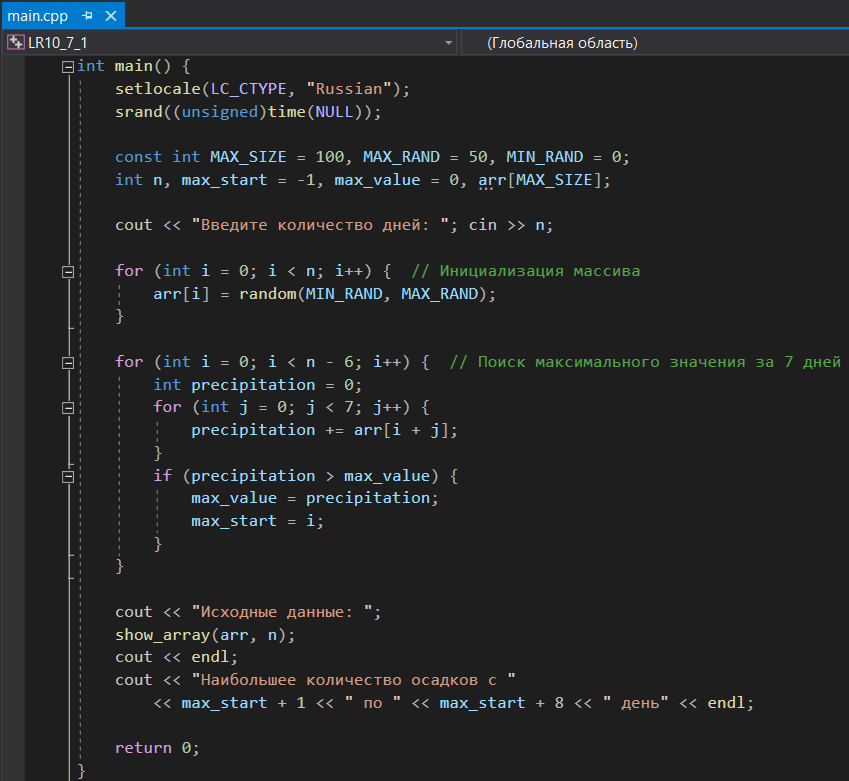 main.cpp
LR10_7_1 (Глобальная область)
int main() {
    setlocale(LC_CTYPE, "Russian");
    srand((unsigned)time(NULL));

    const int MAX_SIZE = 100, MAX_RAND = 50, MIN_RAND = 0;
    int n, max_start = -1, max_value = 0, arr[MAX_SIZE];

    cout << "Введите количество дней: "; cin >> n;

    for (int i = 0; i < n; i++) {  // Инициализация массива
        arr[i] = random(MIN_RAND, MAX_RAND);
    }

    for (int i = 0; i < n - 6; i++) {  // Поиск максимального значения за 7 дней
        int precipitation = 0;
        for (int j = 0; j < 7; j++) {
            precipitation += arr[i + j];
        }
        if (precipitation > max_value) {
            max_value = precipitation;
            max_start = i;
        }
    }

    cout << "Исходные данные: ";
    show_array(arr, n);
    cout << endl;
    cout << "Наибольшее количество осадков с "
        << max_start + 1 << " по " << max_start + 8 << " день" << endl;

    return 0;
}